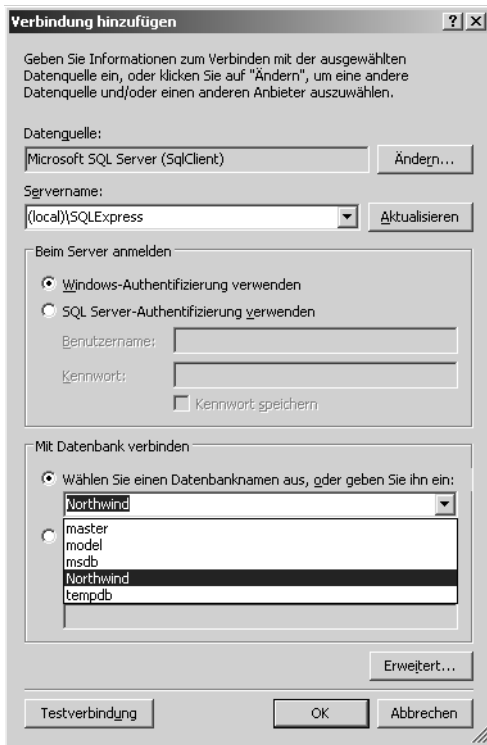 Verbindung hinzufügen
Geben Sie Informationen zum Verbinden mit der ausgewählten
Datenquelle ein, oder klicken Sie auf "Ändern", um eine andere
Datenquelle und/oder einen anderen Anbieter auszuwählen.
Datenquelle:
Microsoft SQL Server (SqlClient)
Ändern...
Servername:
(local)\SQLExpress
Aktualisieren
Beim Server anmelden
Windows-Authentifizierung verwenden
SQL Server-Authentifizierung verwenden
Benutzername:
Kennwort:
Kennwort speichern
Mit Datenbank verbinden
Wählen Sie einen Datenbanknamen aus, oder geben Sie ihn ein:
Northwind
master
model
msdb
Northwind
tempdb
Erweitert...
Testverbindung
OK
Abbrechen